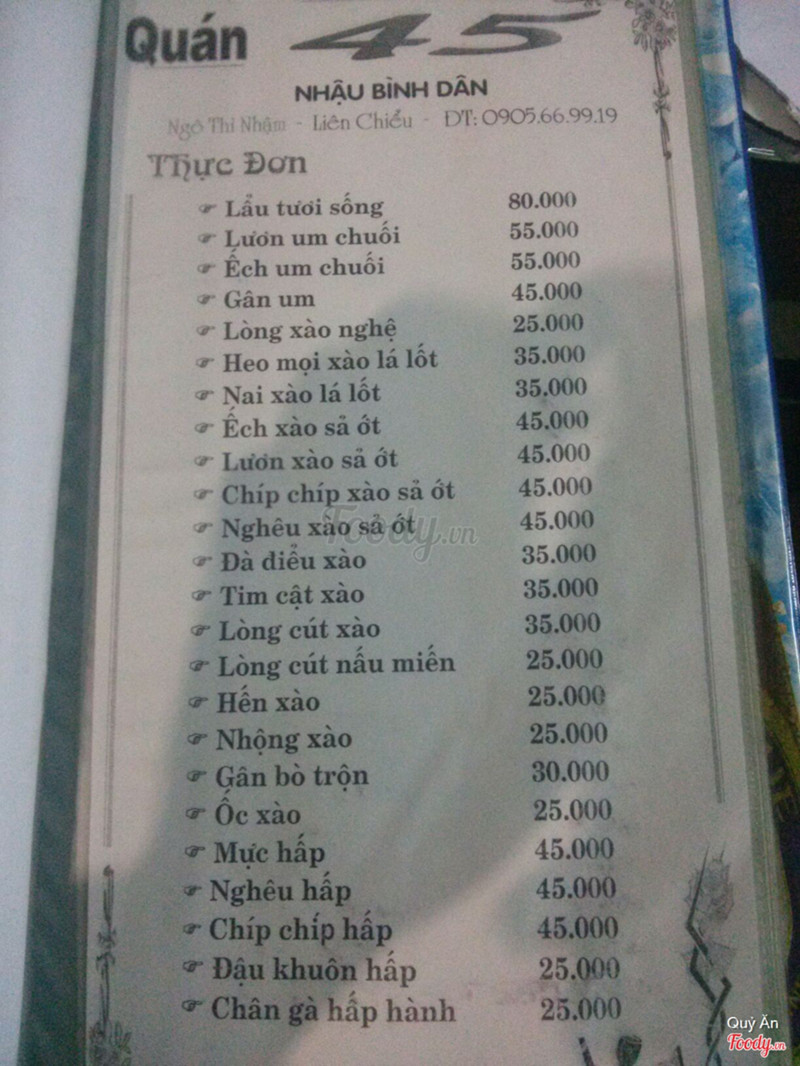 Quán 45
NHẬU BÌNH DÂN
Ngô Thì Nhậm - Liên Chiểu - ĐT: 0905.66.99.19
Thực Đơn
Lẩu tươi sống 80.000
Lươn um chuối 55.000
Ếch um chuối 55.000
Gân um 45.000
Lòng xào nghệ 25.000
Heo mọi xào lá lốt 35.000
Nai xào lá lốt 35.000
Ếch xào sả ớt 45.000
Lươn xào sả ớt 45.000
Chíp chíp xào sả ớt 45.000
Nghêu xào sả ớt 45.000
Foody.vn
Đà điểu xào 35.000
Tim cật xào 35.000
Lòng cút xào 35.000
Lòng cút nấu miến 25.000
Hến xào 25.000
Nhộng xào 25.000
Gân bò trộn 30.000
Ốc xào 25.000
Mực hấp 45.000
Nghêu hấp 45.000
Chíp chíp hấp 45.000
Đậu khuôn hấp 25.000
Chân gà hấp hành 25.000
Quỷ Ăn
Foody.vn